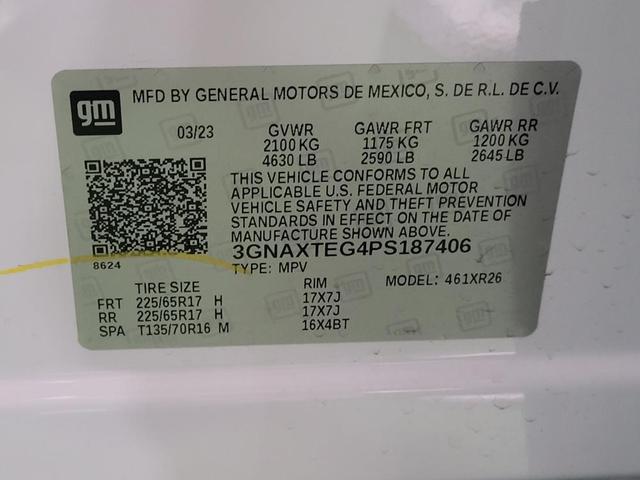 gm
MFD BY GENERAL MOTORS DE MEXICO, S. DE R.L. DE C.V.
03/23 GVWR GAWR FRT GAWR RR
2100 KG 1175 KG 1200 KG
4630 LB 2590 LB 2645 LB
THIS VEHICLE CONFORMS TO ALL
APPLICABLE U.S. FEDERAL MOTOR
VEHICLE SAFETY AND THEFT PREVENTION
STANDARDS IN EFFECT ON THE DATE OF
MANUFACTURE SHOWN ABOVE.
3GNAXTEG4PS187406
8624
TYPE: MPV MODEL: 461XR26
TIRE SIZE RIM
FRT 225/65R17 H 17X7J
RR 225/65R17 H 17X7J
SPA T135/70R16 M 16X4BT